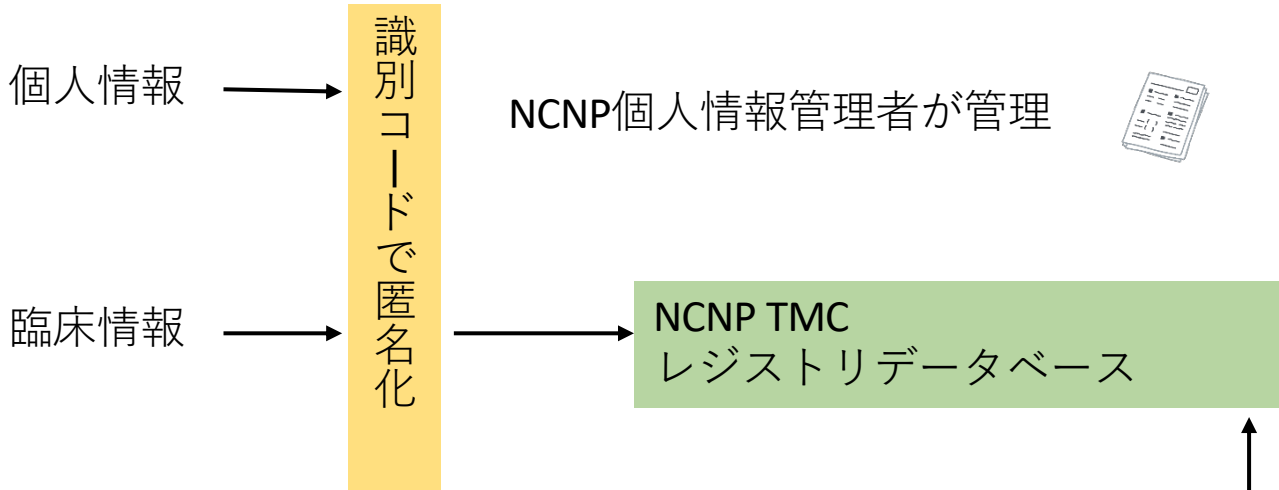 個人情報
識別コードで匿名化
NCNP個人情報管理者が管理
臨床情報
NCNP TMC
レジストリデータベース